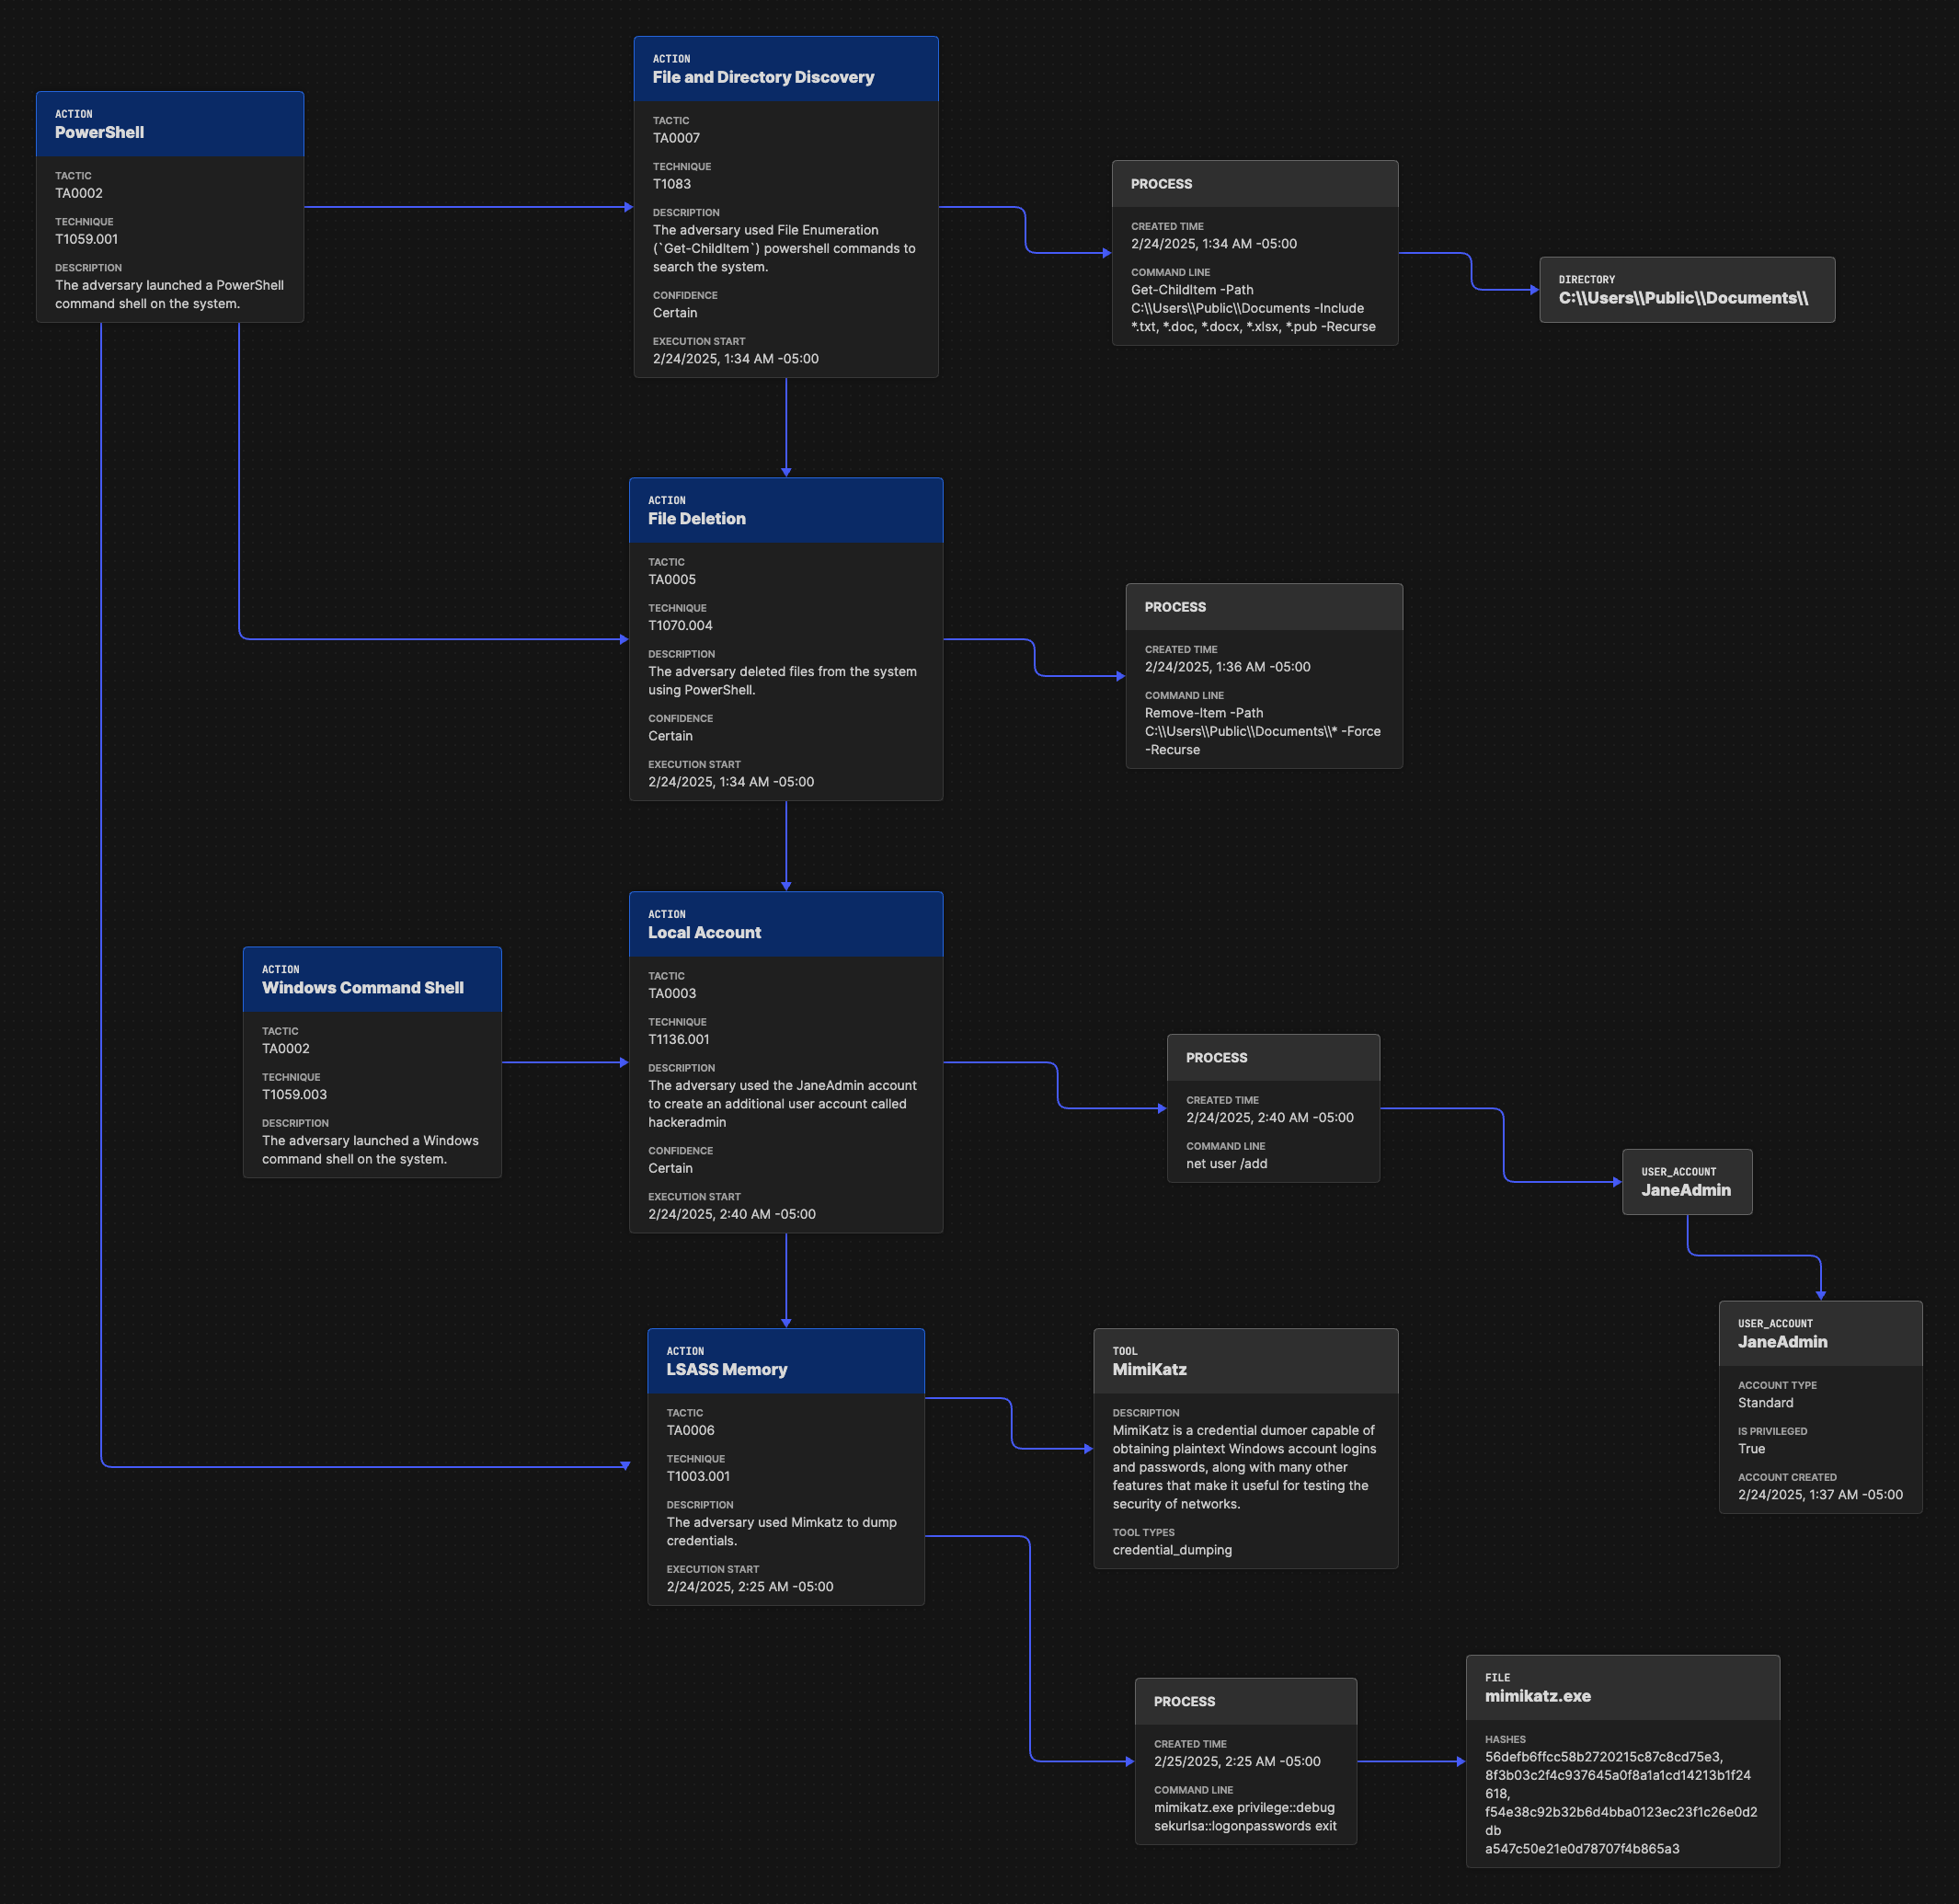 ACTION
PowerShell
TACTIC
TA0002
TECHNIQUE
T1059.001
DESCRIPTION
The adversary launched a PowerShell
command shell on the system.
ACTION
File and Directory Discovery
TACTIC
TA0007
TECHNIQUE
T1083
DESCRIPTION
The adversary used File Enumeration
(`Get-ChildItem`) powershell commands to
search the system.
CONFIDENCE
Certain
EXECUTION START
2/24/2025, 1:34 AM -05:00
PROCESS
CREATED TIME
2/24/2025, 1:34 AM -05:00
COMMAND LINE
Get-ChildItem -Path
C:\\Users\\Public\\Documents -Include
*.txt, *.doc, *.docx, *.xlsx, *.pub -Recurse
DIRECTORY
C:\\Users\\Public\\Documents\\
ACTION
File Deletion
TACTIC
TA0005
TECHNIQUE
T1070.004
DESCRIPTION
The adversary deleted files from the system
using PowerShell.
CONFIDENCE
Certain
EXECUTION START
2/24/2025, 1:34 AM -05:00
PROCESS
CREATED TIME
2/24/2025, 1:36 AM -05:00
COMMAND LINE
Remove-Item -Path
C:\\Users\\Public\\Documents\\* -Force
-Recurse
ACTION
Windows Command Shell
TACTIC
TA0002
TECHNIQUE
T1059.003
DESCRIPTION
The adversary launched a Windows
command shell on the system.
ACTION
Local Account
TACTIC
TA0003
TECHNIQUE
T1136.001
DESCRIPTION
The adversary used the JaneAdmin account
to create an additional user account called
hackeradmin
CONFIDENCE
Certain
EXECUTION START
2/24/2025, 2:40 AM -05:00
PROCESS
CREATED TIME
2/24/2025, 2:40 AM -05:00
COMMAND LINE
net user /add
USER_ACCOUNT
JaneAdmin
USER_ACCOUNT
JaneAdmin
ACCOUNT TYPE
Standard
IS PRIVILEGED
True
ACCOUNT CREATED
2/24/2025, 1:37 AM -05:00
ACTION
LSASS Memory
TACTIC
TA0006
TECHNIQUE
T1003.001
DESCRIPTION
The adversary used Mimkatz to dump
credentials.
EXECUTION START
2/24/2025, 2:25 AM -05:00
TOOL
MimiKatz
DESCRIPTION
MimiKatz is a credential dumoer capable of
obtaining plaintext Windows account logins
and passwords, along with many other
features that make it useful for testing the
security of networks.
TOOL TYPES
credential_dumping
PROCESS
CREATED TIME
2/25/2025, 2:25 AM -05:00
COMMAND LINE
mimikatz.exe privilege::debug
sekurlsa::logonpasswords exit
FILE
mimikatz.exe
HASHES
56defb6ffcc58b2720215c87c8cd75e3,
8f3b03c2f4c937645a0f8a1a1cd14213b1f24
618,
f54e38c92b32b6d4bba0123ec23f1c26e0d2
db
a547c50e21e0d78707f4b865a3